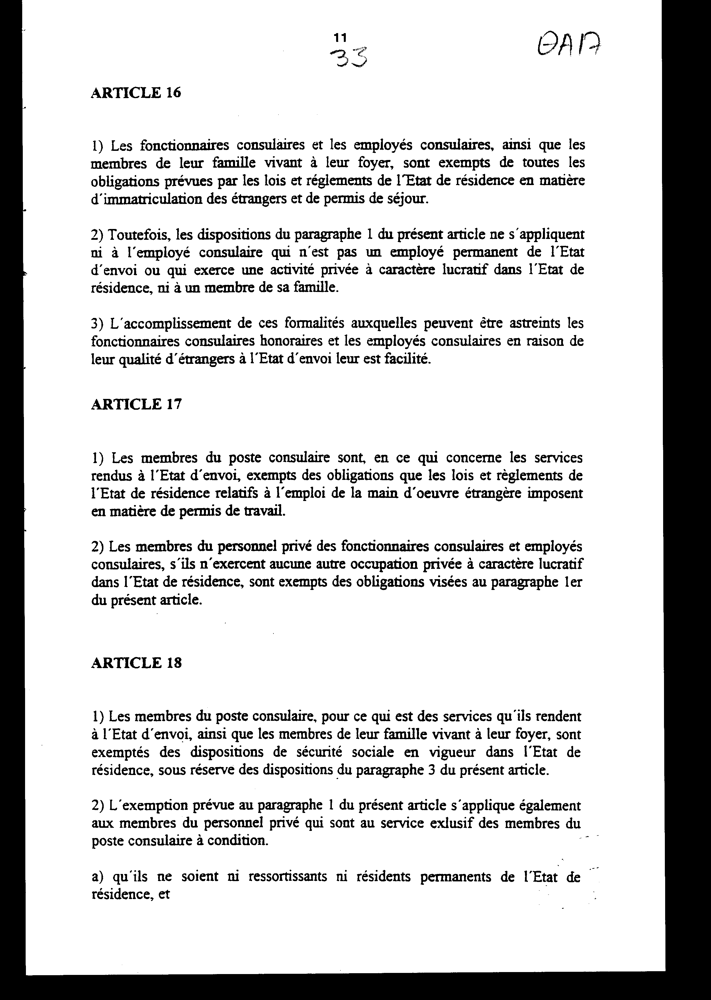 11
33
ARTICLE 16
1) Les fonctionnaires consulaires et les employés consulaires, ainsi que les
membres de leur famille vivant à leur foyer, sont exempts de toutes les
obligations prévues par les lois et réglements de l´Etat de résidence en matière
d´immatriculation des étrangers et de permis de séjour.
2) Toutefois, les dispositions du paragraphe 1 du présent article ne s´appliquent
ni à l´employé consulaire qui n´est pas un employé permanent de l´Etat
d´envoi ou qui exerce une activité privée à caractère lucratif dans l´Etat de
résidence, ni à un membre de sa famille.
3) L´accomplissement de ces formalités auxquelles peuvent être astreints les
fonctionnaires consulaires honoraires et les employés consulaires en raison de
leur qualité d´étrangers à l´Etat d´envoi leur est facilité.
ARTICLE 17
1) Les membres du poste consulaire sont, en ce qui concerne les services
rendus à l´Etat d´envoi, exempts des obligations que les lois et règlements de
l´Etat de résidence relatifs à l´emploi de la main d´oeuvre étrangère imposent
en matière de permis de travail.
2) Les membres du personnel privé des fonctionnaires consulaires et employés
consulaires, s´ils n´exercent aucune autre occupation privée à caractère lucratif
dans l´Etat de résidence, sont exempts des obligations visées au paragraphe 1er
du présent article.
ARTICLE 18
1) Les membres du poste consulaire, pour ce qui est des services qu´ils rendent
à l´Etat d´envoi, ainsi que les membres de leur famille vivant à leur foyer, sont
exemptés des dispositions de sécurité sociale en vigueur dans l´Etat de
résidence, sous réserve des dispositions du paragraphe 3 du présent article.
2) L´exemption prévue au paragraphe 1 du présent article s´applique également
aux membres du personnel privé qui sont au service exlusif des membres du
poste consulaire à condition.
a) qu´ils ne soient ni ressortissants ni résidents permanents de l´Etat de
résidence, et